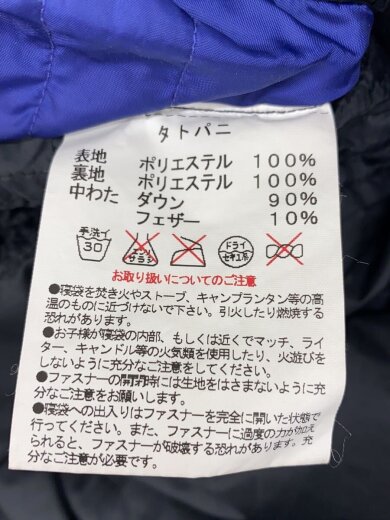 タトパニ
表地 ポリエステル 100%
裏地 ポリエステル 100%
中わた ダウン 90%
フェザー 10%
手洗イ 30 エンソサラシ ドライ セキユ系
お取り扱いについてのご注意
●寝袋を焚き火やストーブ、キャンプランタン等の高
温のものに近づけないで下さい。引火したり燃焼する
恐れがあります。
●お子様が寝袋の内部、もしくは近くでマッチ、ライ
ター、キャンドル等の火気類を使用したり、火遊びを
しないように充分なご注意をしてください。
●ファスナーの開閉時には生地をはさまないように充
分なご注意をお願いします。
●寝袋への出入りはファスナーを完全に開いた状態で
行ってください。また、ファスナーに過度の力が加え
られると、ファスナーが破壊する恐れがあります。充
分なご注意が必要です。